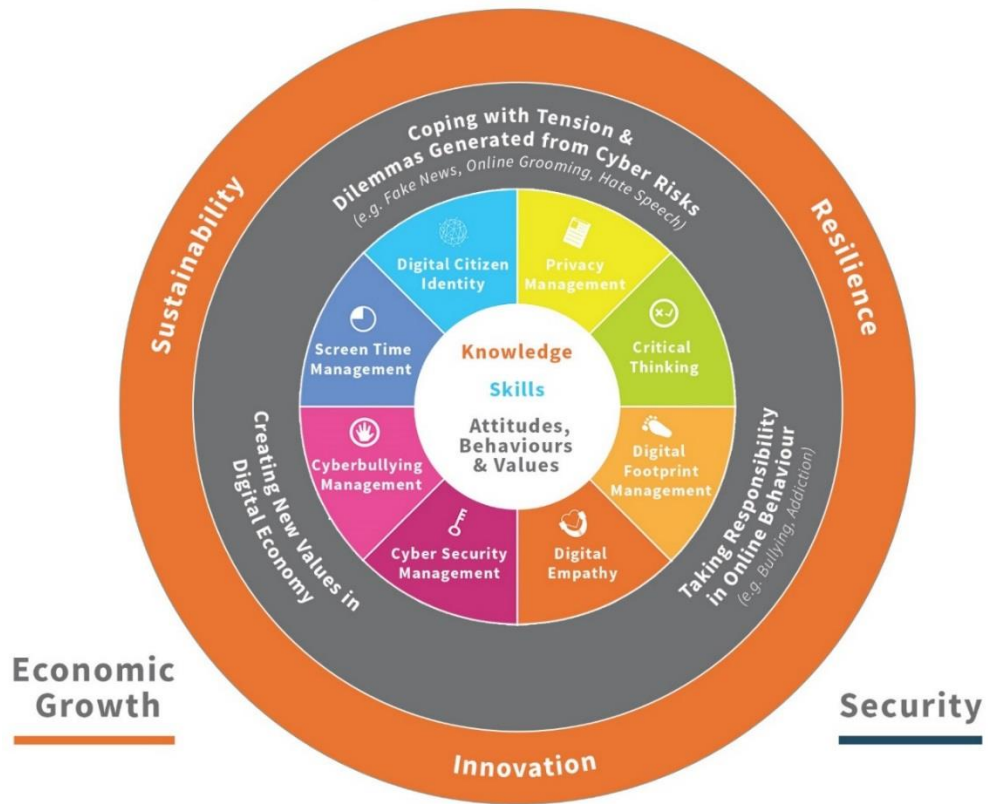 Coping with Tension &
Dilemmas Generated from Cyber Risks
(e.g. Fake News, Online Grooming, Hate Speech)
Sustainability
Resilience
Digital Citizen
Identity
Privacy
Management
Screen Time
Management
Critical
Thinking
Knowledge
Skills
Attitudes,
Behaviours
& Values
Cyberbullying
Management
Digital
Footprint
Management
Cyber Security
Management
Digital
Empathy
Creating New Values in
Digital Economy
Taking Responsibility
in Online Behaviour
(e.g. Bullying, Addiction)
Economic
Growth
Security
Innovation